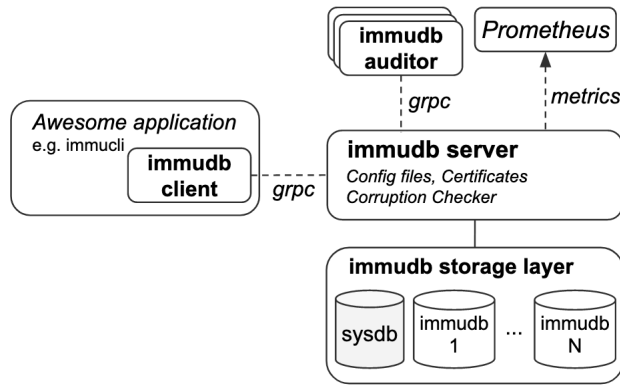 immudb
auditor
Prometheus
grpc
metrics
Awesome application
e.g. immucli
immudb
client
grpc
immudb server
Config files, Certificates
Corruption Checker
immudb storage layer
sysdb
immudb
1
...
immudb
N